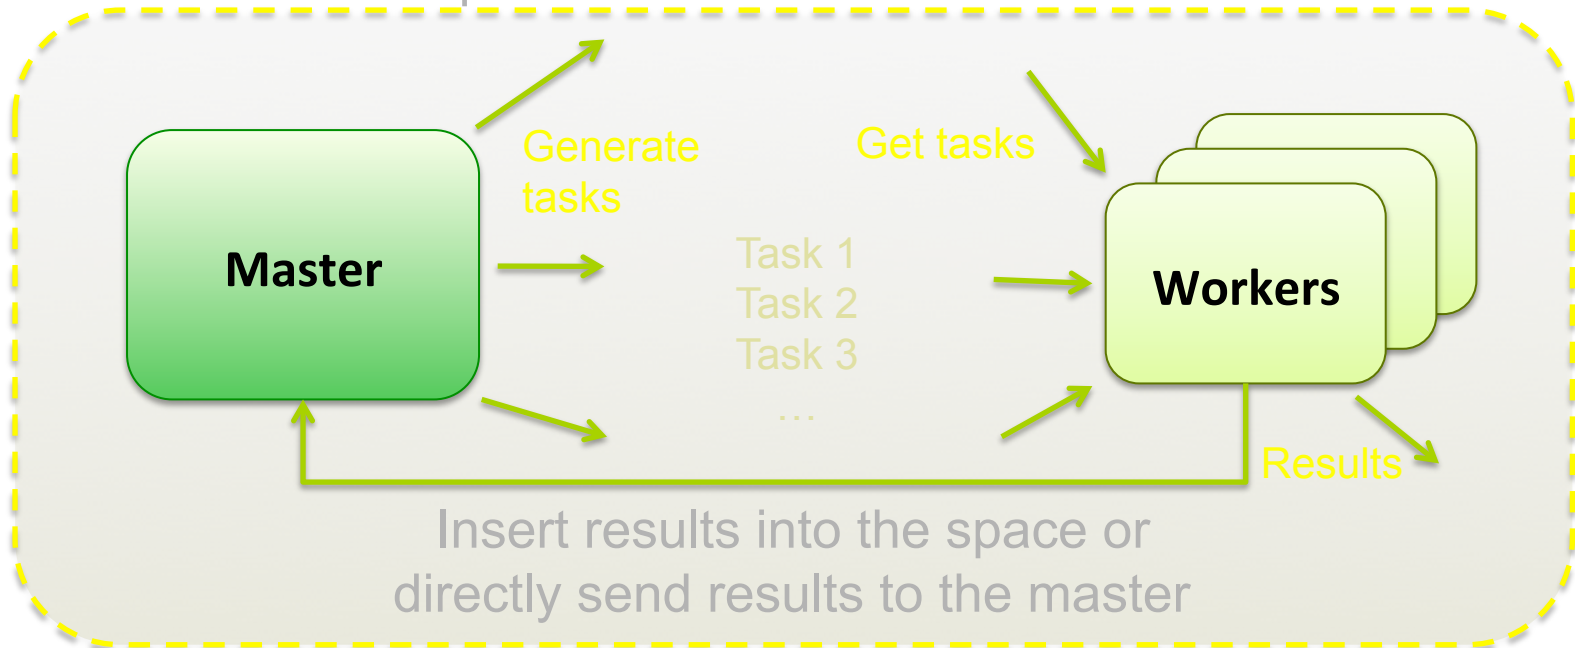 Generate
tasks
Get tasks
Master
Task 1
Task 2
Task 3
...
Workers
Results
Insert results into the space or
directly send results to the master